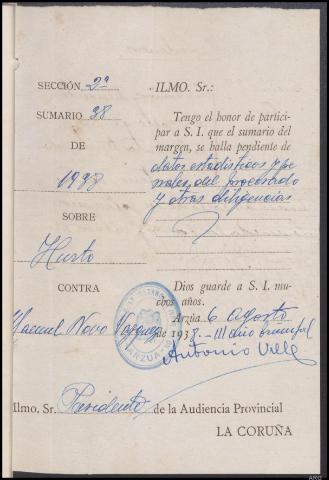 SECCIÓN 2ª
SUMARIO 38
DE
1938
SOBRE
Hurto
CONTRA
Manuel Novo Vazquez
ILMO. Sr.:
Tengo el honor de partici-
par a S. I. que el sumario del
margen, se halla pendiente de
datos estadisticos y pe
nales del procesado
y otras diligencias
Dios guarde a S. I. mu-
chos años.
Arzúa 6 Agosto
de 1938.-III año triunfal
Antonio
Ilmo. Sr. Presidente de la Audiencia Provincial
LA CORUÑA